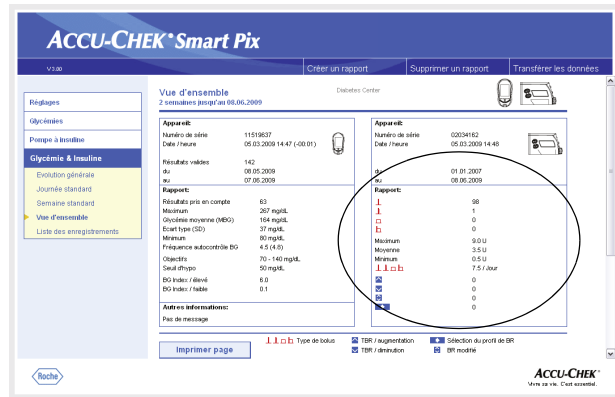 ACCU-CHEK® Smart Pix
V 3.00
Créer un rapport
Supprimer un rapport
Transférer les données
Réglages
Glycémies
Pompe à insuline
Glycémie & Insuline
Evolution générale
Journée standard
Semaine standard
Vue d'ensemble
Liste des enregistrements
Vue d'ensemble
2 semaines jusqu'au 08.06.2009
Diabetes Center
Appareil:
Numéro de série 11519637
Date / heure 05.03.2009 14:47 (-00:01)
Résultats valides 142
du 08.05.2009
au 07.06.2009
Rapport:
Résultats pris en compte 63
Maximum 267 mg/dL
Glycémie moyenne (MBG) 164 mg/dL
Ecart type (SD) 37 mg/dL
Minimum 80 mg/dL
Fréquence autocontrôle BG 4.5 (4.8)
Objectifs 70 - 140 mg/dL
Seuil d'hypo 50 mg/dL
BG Index / élevé 6.0
BG Index / faible 0.1
Autres informations:
Pas de message
Appareil:
Numéro de série 02034162
Date / heure 05.03.2009 14:48
du 01.01.2007
au 08.06.2009
Rapport:
98
1
0
0
Maximum 9.0 U
Moyenne 3.5 U
Minimum 0.5 U
7.5 / Jour
0
0
0
0
Imprimer page
Type de bolus
TBR / augmentation
Sélection du profil de BR
TBR / diminution
BR modifié
Roche
ACCU-CHEK®
Vivre sa vie. C'est essentiel.